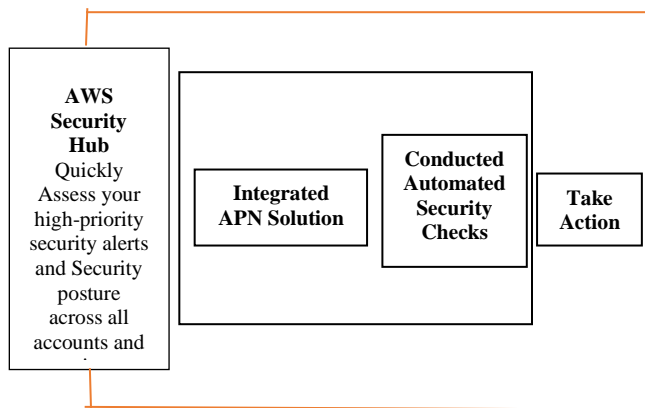 AWS
Security
Hub
Quickly
Assess your
high-priority
security alerts
and Security
posture
across all
accounts and
Integrated
APN Solution
Conducted
Automated
Security
Checks
Take
Action